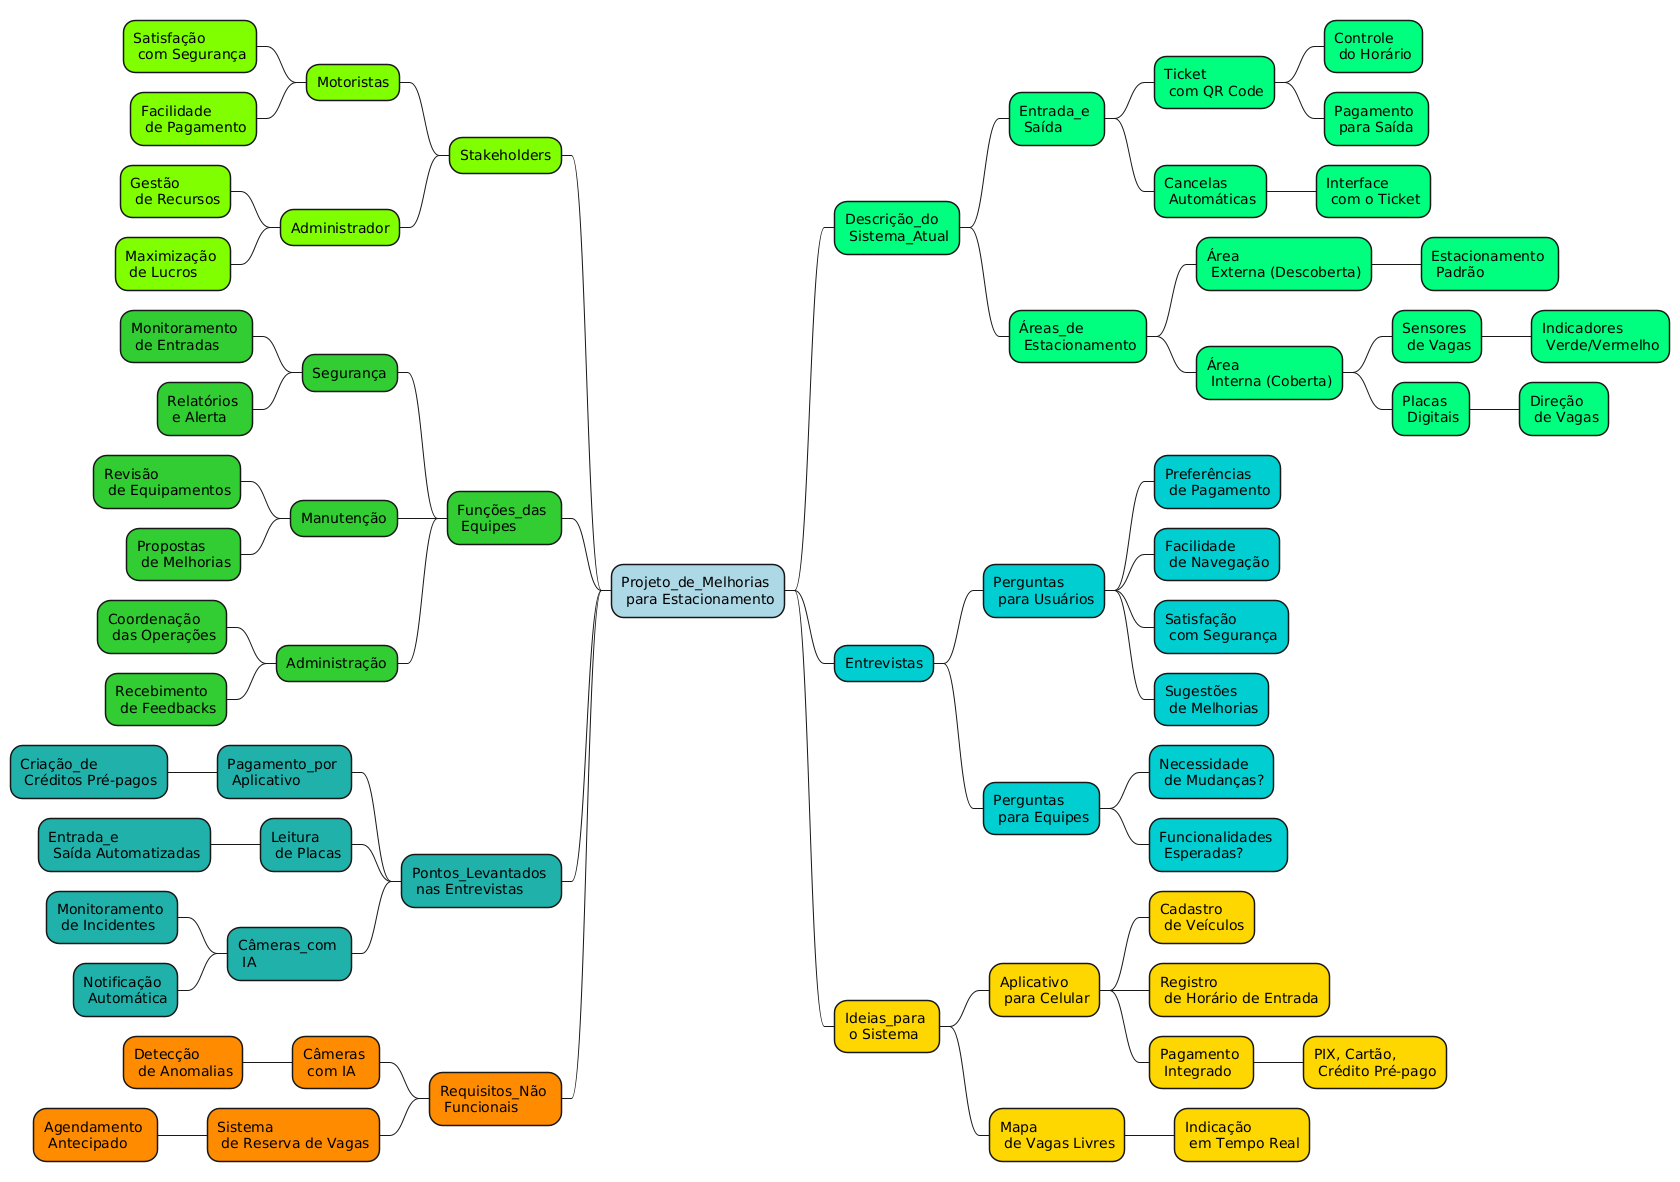 Projeto_de_Melhorias
para Estacionamento
Descrição_do
Sistema_Atual
Entrada_e
Saída
Ticket
com QR Code
Controle
do Horário
Pagamento
para Saída
Cancelas
Automáticas
Interface
com o Ticket
Áreas_de
Estacionamento
Área
Externa (Descoberta)
Estacionamento
Padrão
Área
Interna (Coberta)
Sensores
de Vagas
Indicadores
Verde/Vermelho
Placas
Digitais
Direção
de Vagas
Entrevistas
Perguntas
para Usuários
Preferências
de Pagamento
Facilidade
de Navegação
Satisfação
com Segurança
Sugestões
de Melhorias
Perguntas
para Equipes
Necessidade
de Mudanças?
Funcionalidades
Esperadas?
Ideias_para
o Sistema
Aplicativo
para Celular
Cadastro
de Veículos
Registro
de Horário de Entrada
Pagamento
Integrado
PIX, Cartão,
Crédito Pré-pago
Mapa
de Vagas Livres
Indicação
em Tempo Real
Stakeholders
Motoristas
Satisfação
com Segurança
Facilidade
de Pagamento
Administrador
Gestão
de Recursos
Maximização
de Lucros
Funções_das
Equipes
Segurança
Monitoramento
de Entradas
Relatórios
e Alerta
Manutenção
Revisão
de Equipamentos
Propostas
de Melhorias
Administração
Coordenação
das Operações
Recebimento
de Feedbacks
Pontos_Levantados
nas Entrevistas
Pagamento_por
Aplicativo
Criação_de
Créditos Pré-pagos
Leitura
de Placas
Entrada_e
Saída Automatizadas
Câmeras_com
IA
Monitoramento
de Incidentes
Notificação
Automática
Requisitos_Não
Funcionais
Câmeras
com IA
Detecção
de Anomalias
Sistema
de Reserva de Vagas
Agendamento
Antecipado